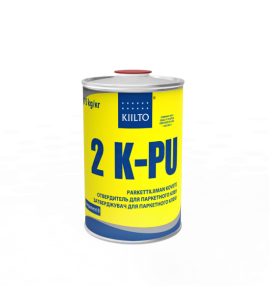 KIILTO
kg/кг
2 K-PU
PARKETTILIIMAN KOVETE
ОТВЕРДИТЕЛЬ ДЛЯ ПАРКЕТНОГО КЛЕЯ
ЗАТВЕРДЖУВАЧ ДЛЯ ПАРКЕТНОГО КЛЕЮ